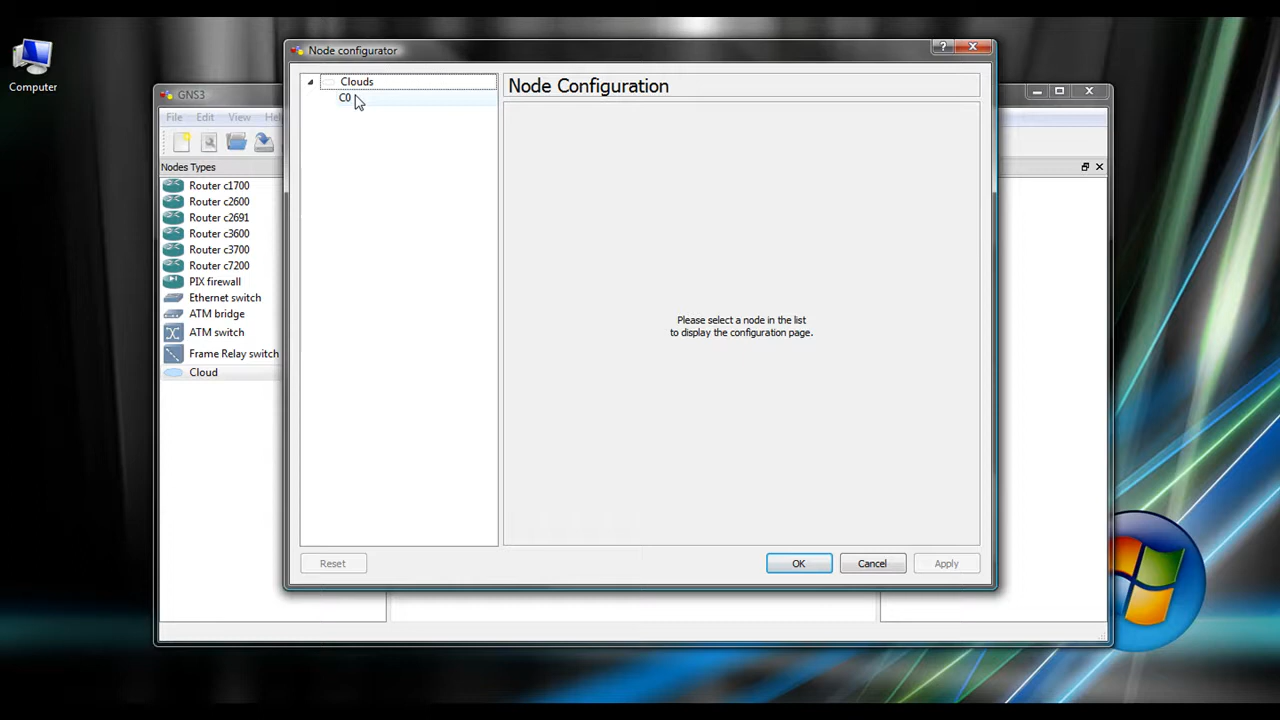 Computer
Node configurator
Clouds
C0
Node Configuration
Please select a node in the list
to display the configuration page.
Reset
OK
Cancel
Apply
GNS3
File
Edit
View
Nodes Types
Router c1700
Router c2600
Router c2691
Router c3600
Router c3700
Router c7200
PIX firewall
Ethernet switch
ATM bridge
ATM switch
Frame Relay switch
Cloud